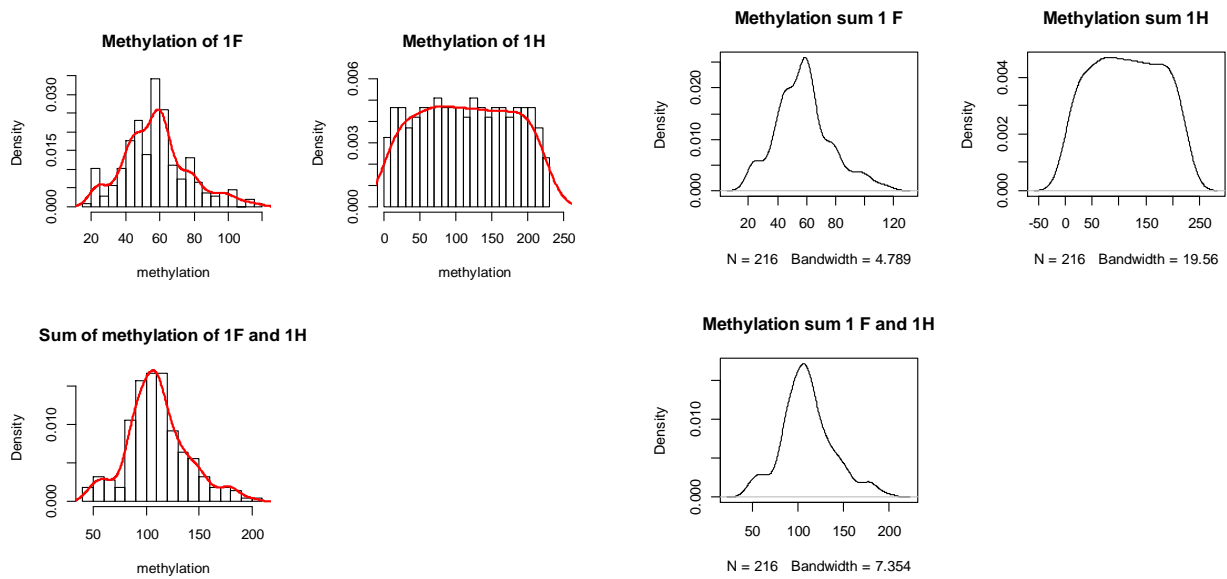 Methylation of 1F
Density
0.000
0.015
0.030
20 40 60 80 100
methylation
Methylation of 1H
Density
0.000
0.003
0.006
0 50 100 150 200 250
methylation
Methylation sum 1 F
Density
0.000
0.010
0.020
20 40 60 80 100 120
N = 216 Bandwidth = 4.789
Methylation sum 1H
Density
0.000
0.002
0.004
-50 0 50 150 250
N = 216 Bandwidth = 19.56
Sum of methylation of 1F and 1H
Density
0.000
0.010
50 100 150 200
methylation
Methylation sum 1 F and 1H
Density
0.000
0.010
50 100 150 200
N = 216 Bandwidth = 7.354